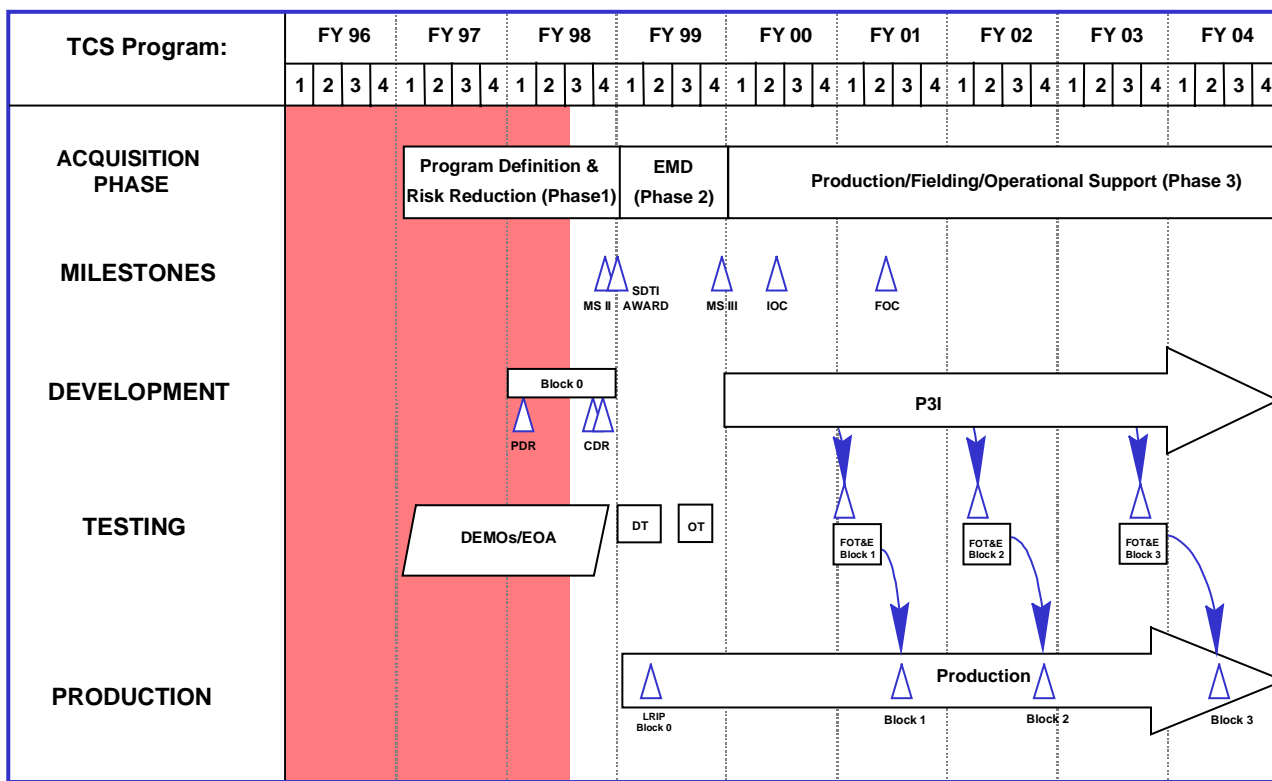 TCS Program:
FY 96 FY 97 FY 98 FY 99 FY 00 FY 01 FY 02 FY 03 FY 04
1 2 3 4 1 2 3 4 1 2 3 4 1 2 3 4 1 2 3 4 1 2 3 4 1 2 3 4 1 2 3 4 1 2 3 4
ACQUISITION
PHASE
Program Definition &
Risk Reduction (Phase1)
EMD
(Phase 2)
Production/Fielding/Operational Support (Phase 3)
MILESTONES
MS II
SDTI
AWARD
MS III
IOC
FOC
DEVELOPMENT
Block 0
PDR
CDR
P3I
TESTING
DEMOs/EOA
DT
OT
FOT&E
Block 1
FOT&E
Block 2
FOT&E
Block 3
PRODUCTION
Production
LRIP
Block 0
Block 1
Block 2
Block 3